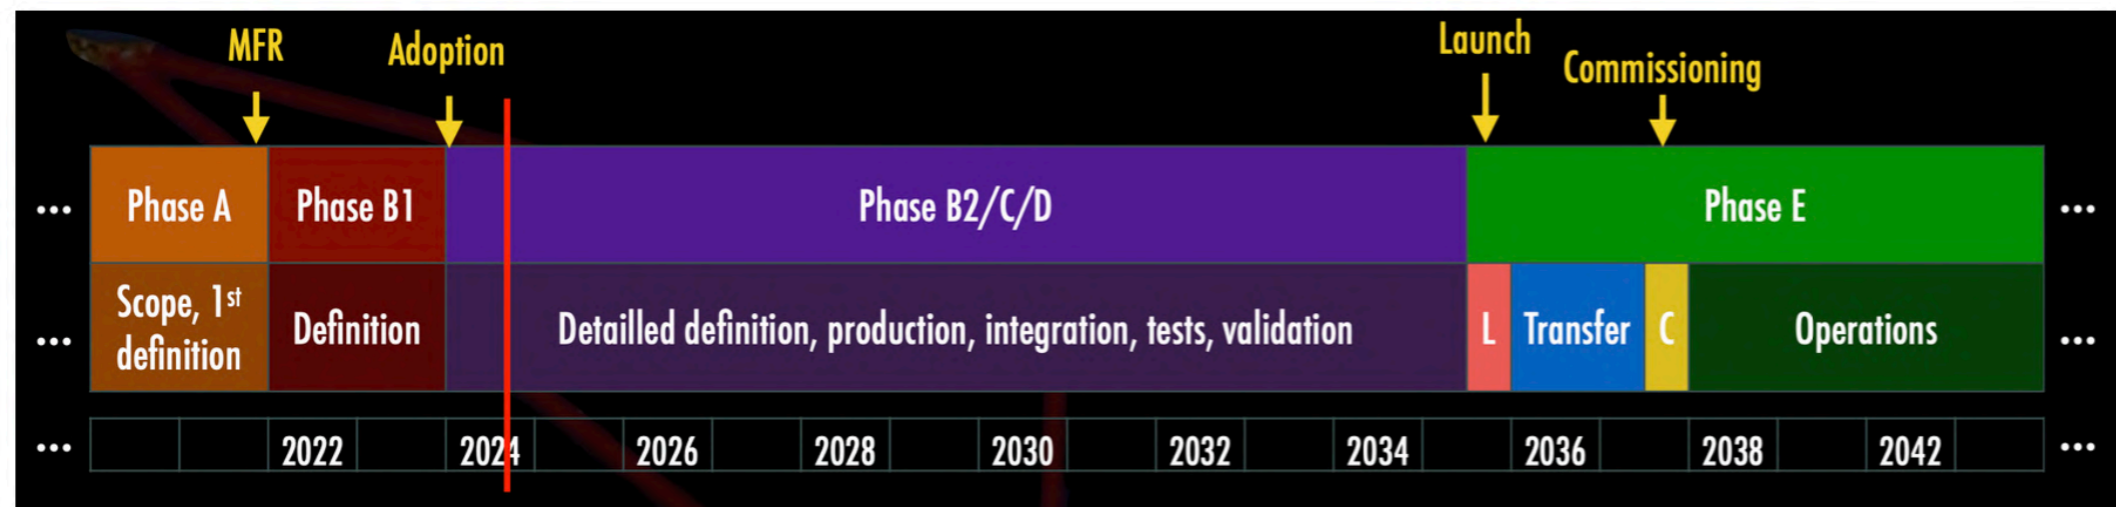 MFR
Adoption
Launch
Commissioning
... Phase A Phase B1 Phase B2/C/D Phase E ...
... Scope, 1st definition Definition Detailled definition, production, integration, tests, validation L Transfer C Operations ...
... 2022 2024 2026 2028 2030 2032 2034 2036 2038 2042 ...